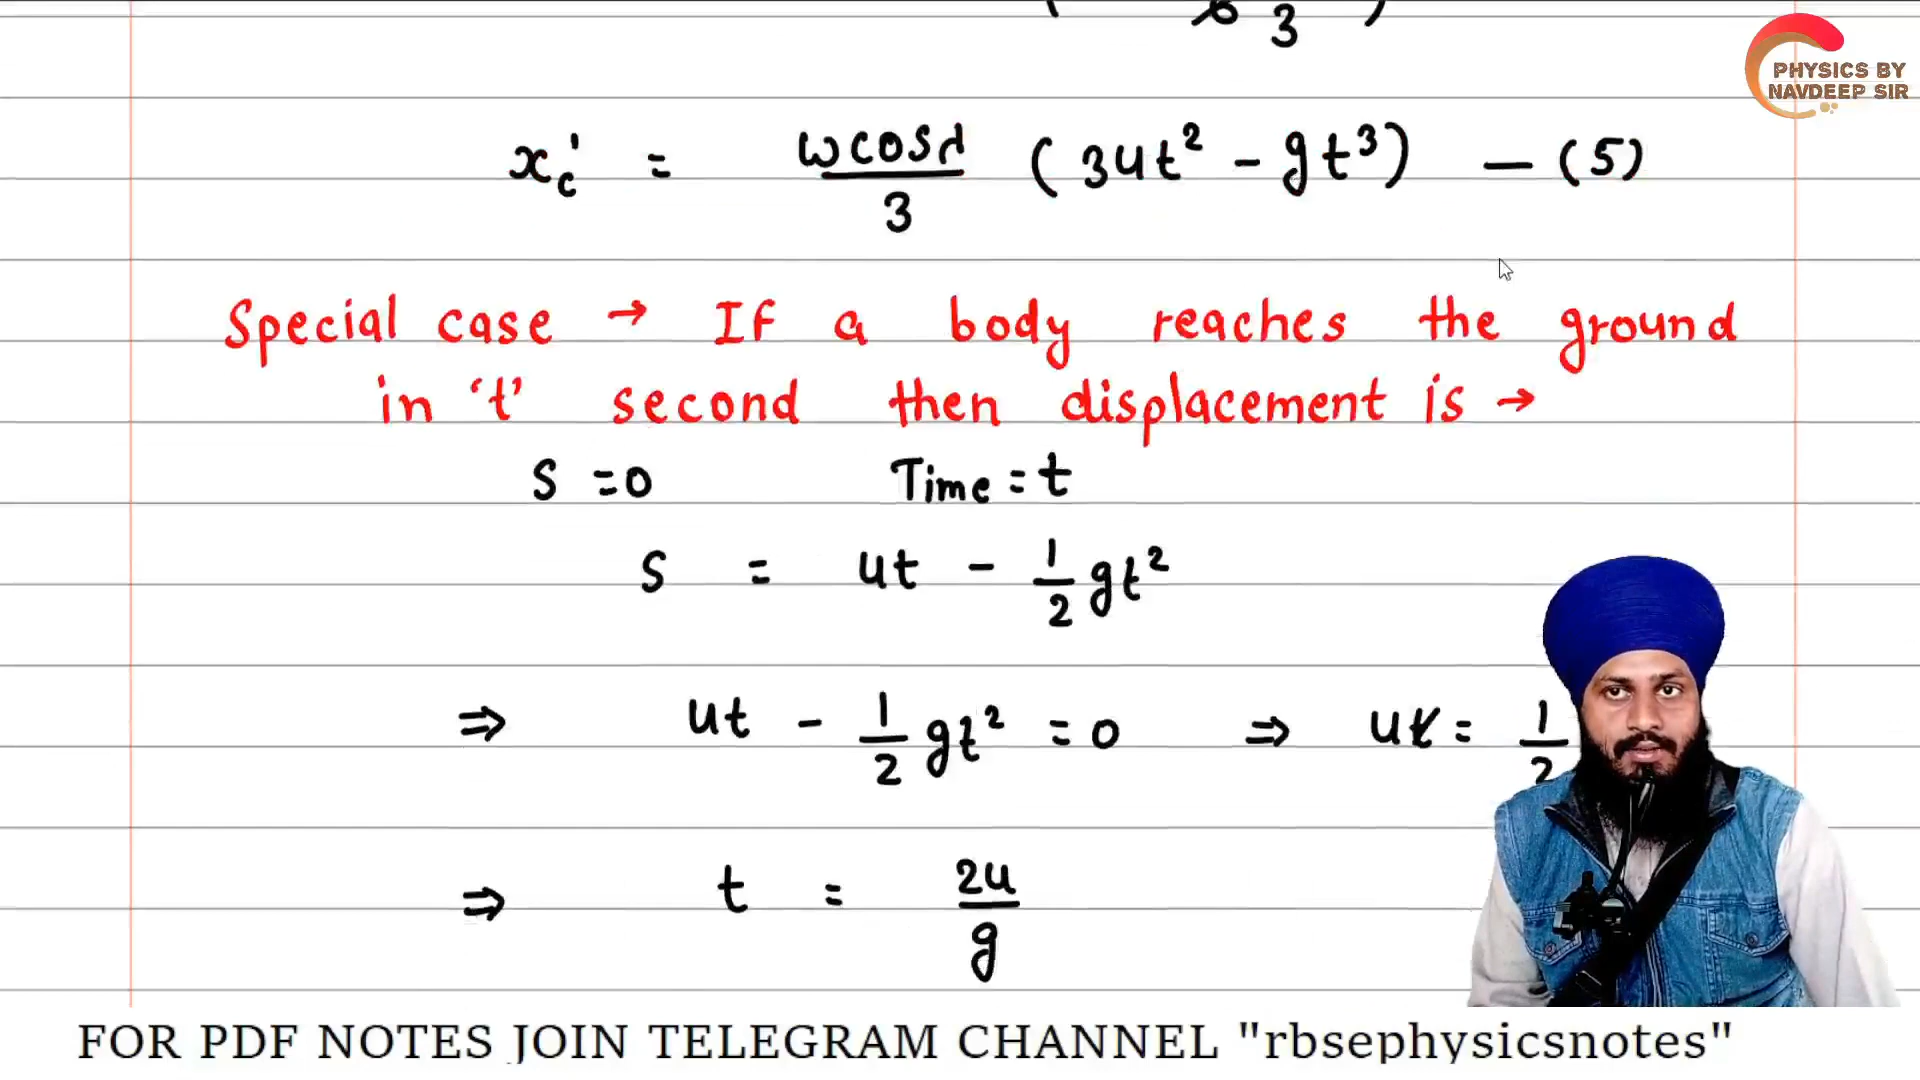 3
PHYSICS BY
NAVDEEP SIR
x'c = ωcosλ/3 (3ut² - gt³) — (5)
Special case → If a body reaches the ground
in 't' second then displacement is →
S = 0 Time = t
S = ut - 1/2 gt²
⇒ ut - 1/2 gt² = 0 ⇒ ut = 1/2
⇒ t = 2u/g
FOR PDF NOTES JOIN TELEGRAM CHANNEL "rbsephysicsnotes"